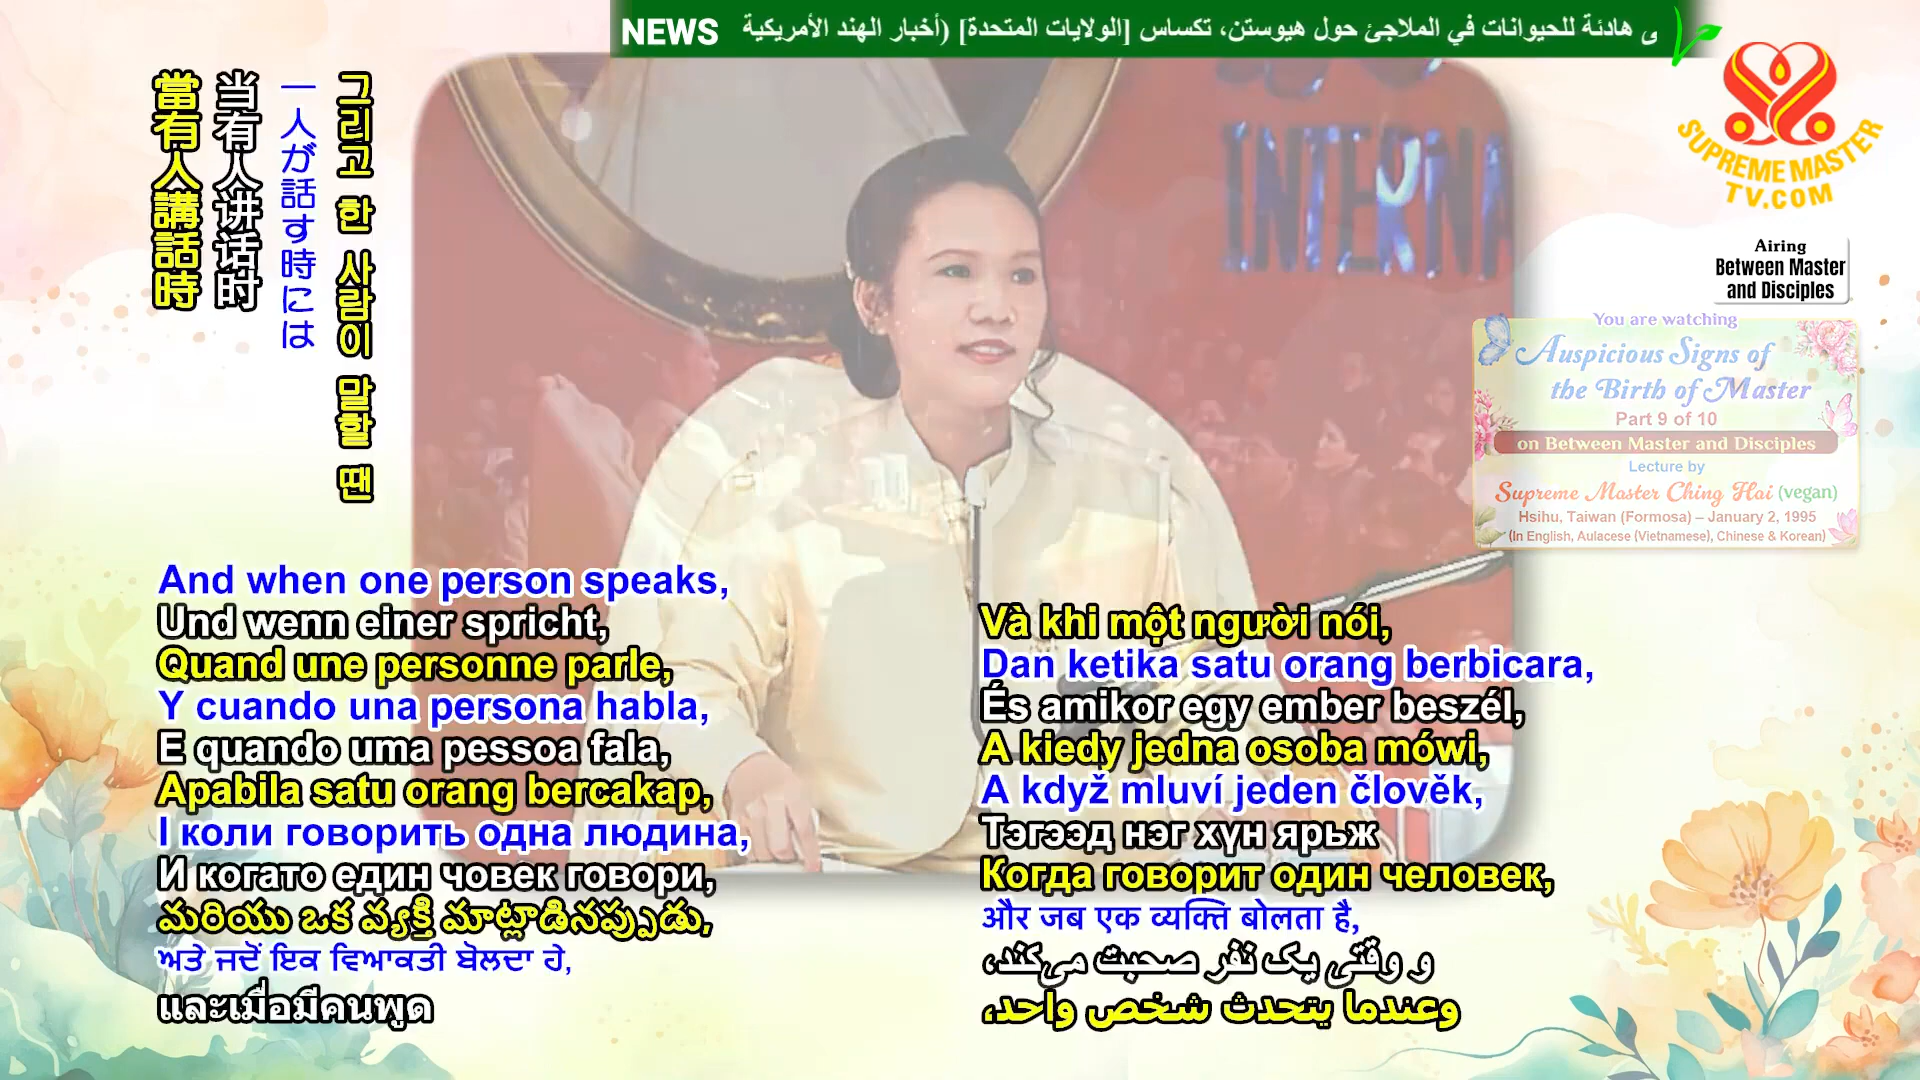 NEWS
ى هادئة للحيوانات في الملاجئ حول هيوستن، تكساس [الولايات المتحدة] (أخبار الهند الأمريكية
SUPREME MASTER
TV.COM
Airing
Between Master
and Disciples
You are watching
Auspicious Signs of
the Birth of Master
Part 9 of 10
on Between Master and Disciples
Lecture by
Supreme Master Ching Hai (vegan)
Hsihu, Taiwan (Formosa) – January 2, 1995
(In English, Aulacese (Vietnamese), Chinese & Korean)
INTERNA
그리고 한 사람이 말할 땐
一人が話す時には
当有人讲话时
當有人講話時
And when one person speaks,
Und wenn einer spricht,
Quand une personne parle,
Y cuando una persona habla,
E quando uma pessoa fala,
Apabila satu orang bercakap,
І коли говорить одна людина,
И когато един човек говори,
మరియు ఒక వ్యక్తి మాట్లాడినప్పుడు,
ਅਤੇ ਜਦੋਂ ਇਕ ਵਿਆਕਤੀ ਬੋਲਦਾ ਹੇ,
และเมื่อมีคนพูด
Và khi một người nói,
Dan ketika satu orang berbicara,
És amikor egy ember beszél,
A kiedy jedna osoba mówi,
A když mluví jeden člověk,
Тэгээд нэг хүн ярьж
Когда говорит один человек,
और जब एक व्यक्ति बोलता है,
و وقتی یک نفر صحبت می‌کند،
وعندما يتحدث شخص واحد،